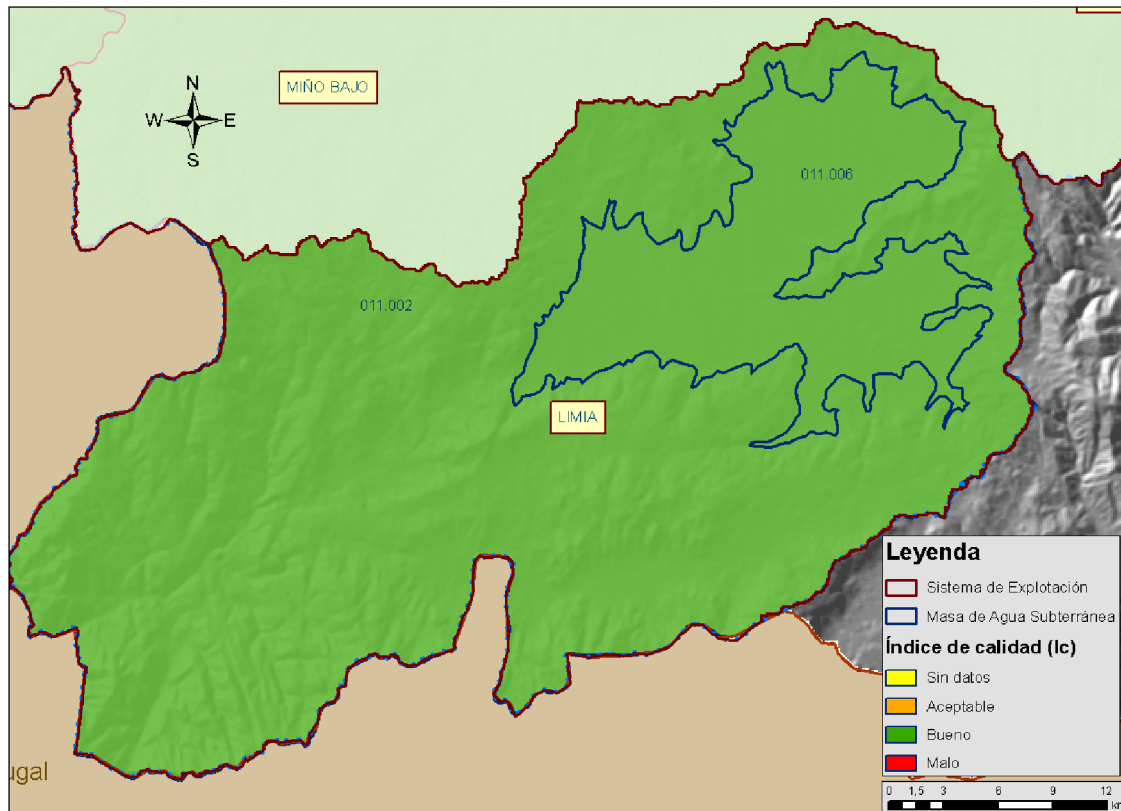 MIÑO BAJO
N
W E
S
011.006
011.002
LIMIA
Leyenda
Sistema de Explotación
Masa de Agua Subterránea
Índice de calidad (Ic)
Sin datos
Aceptable
Bueno
Malo
ugal
0 1,5 3 6 9 12
km